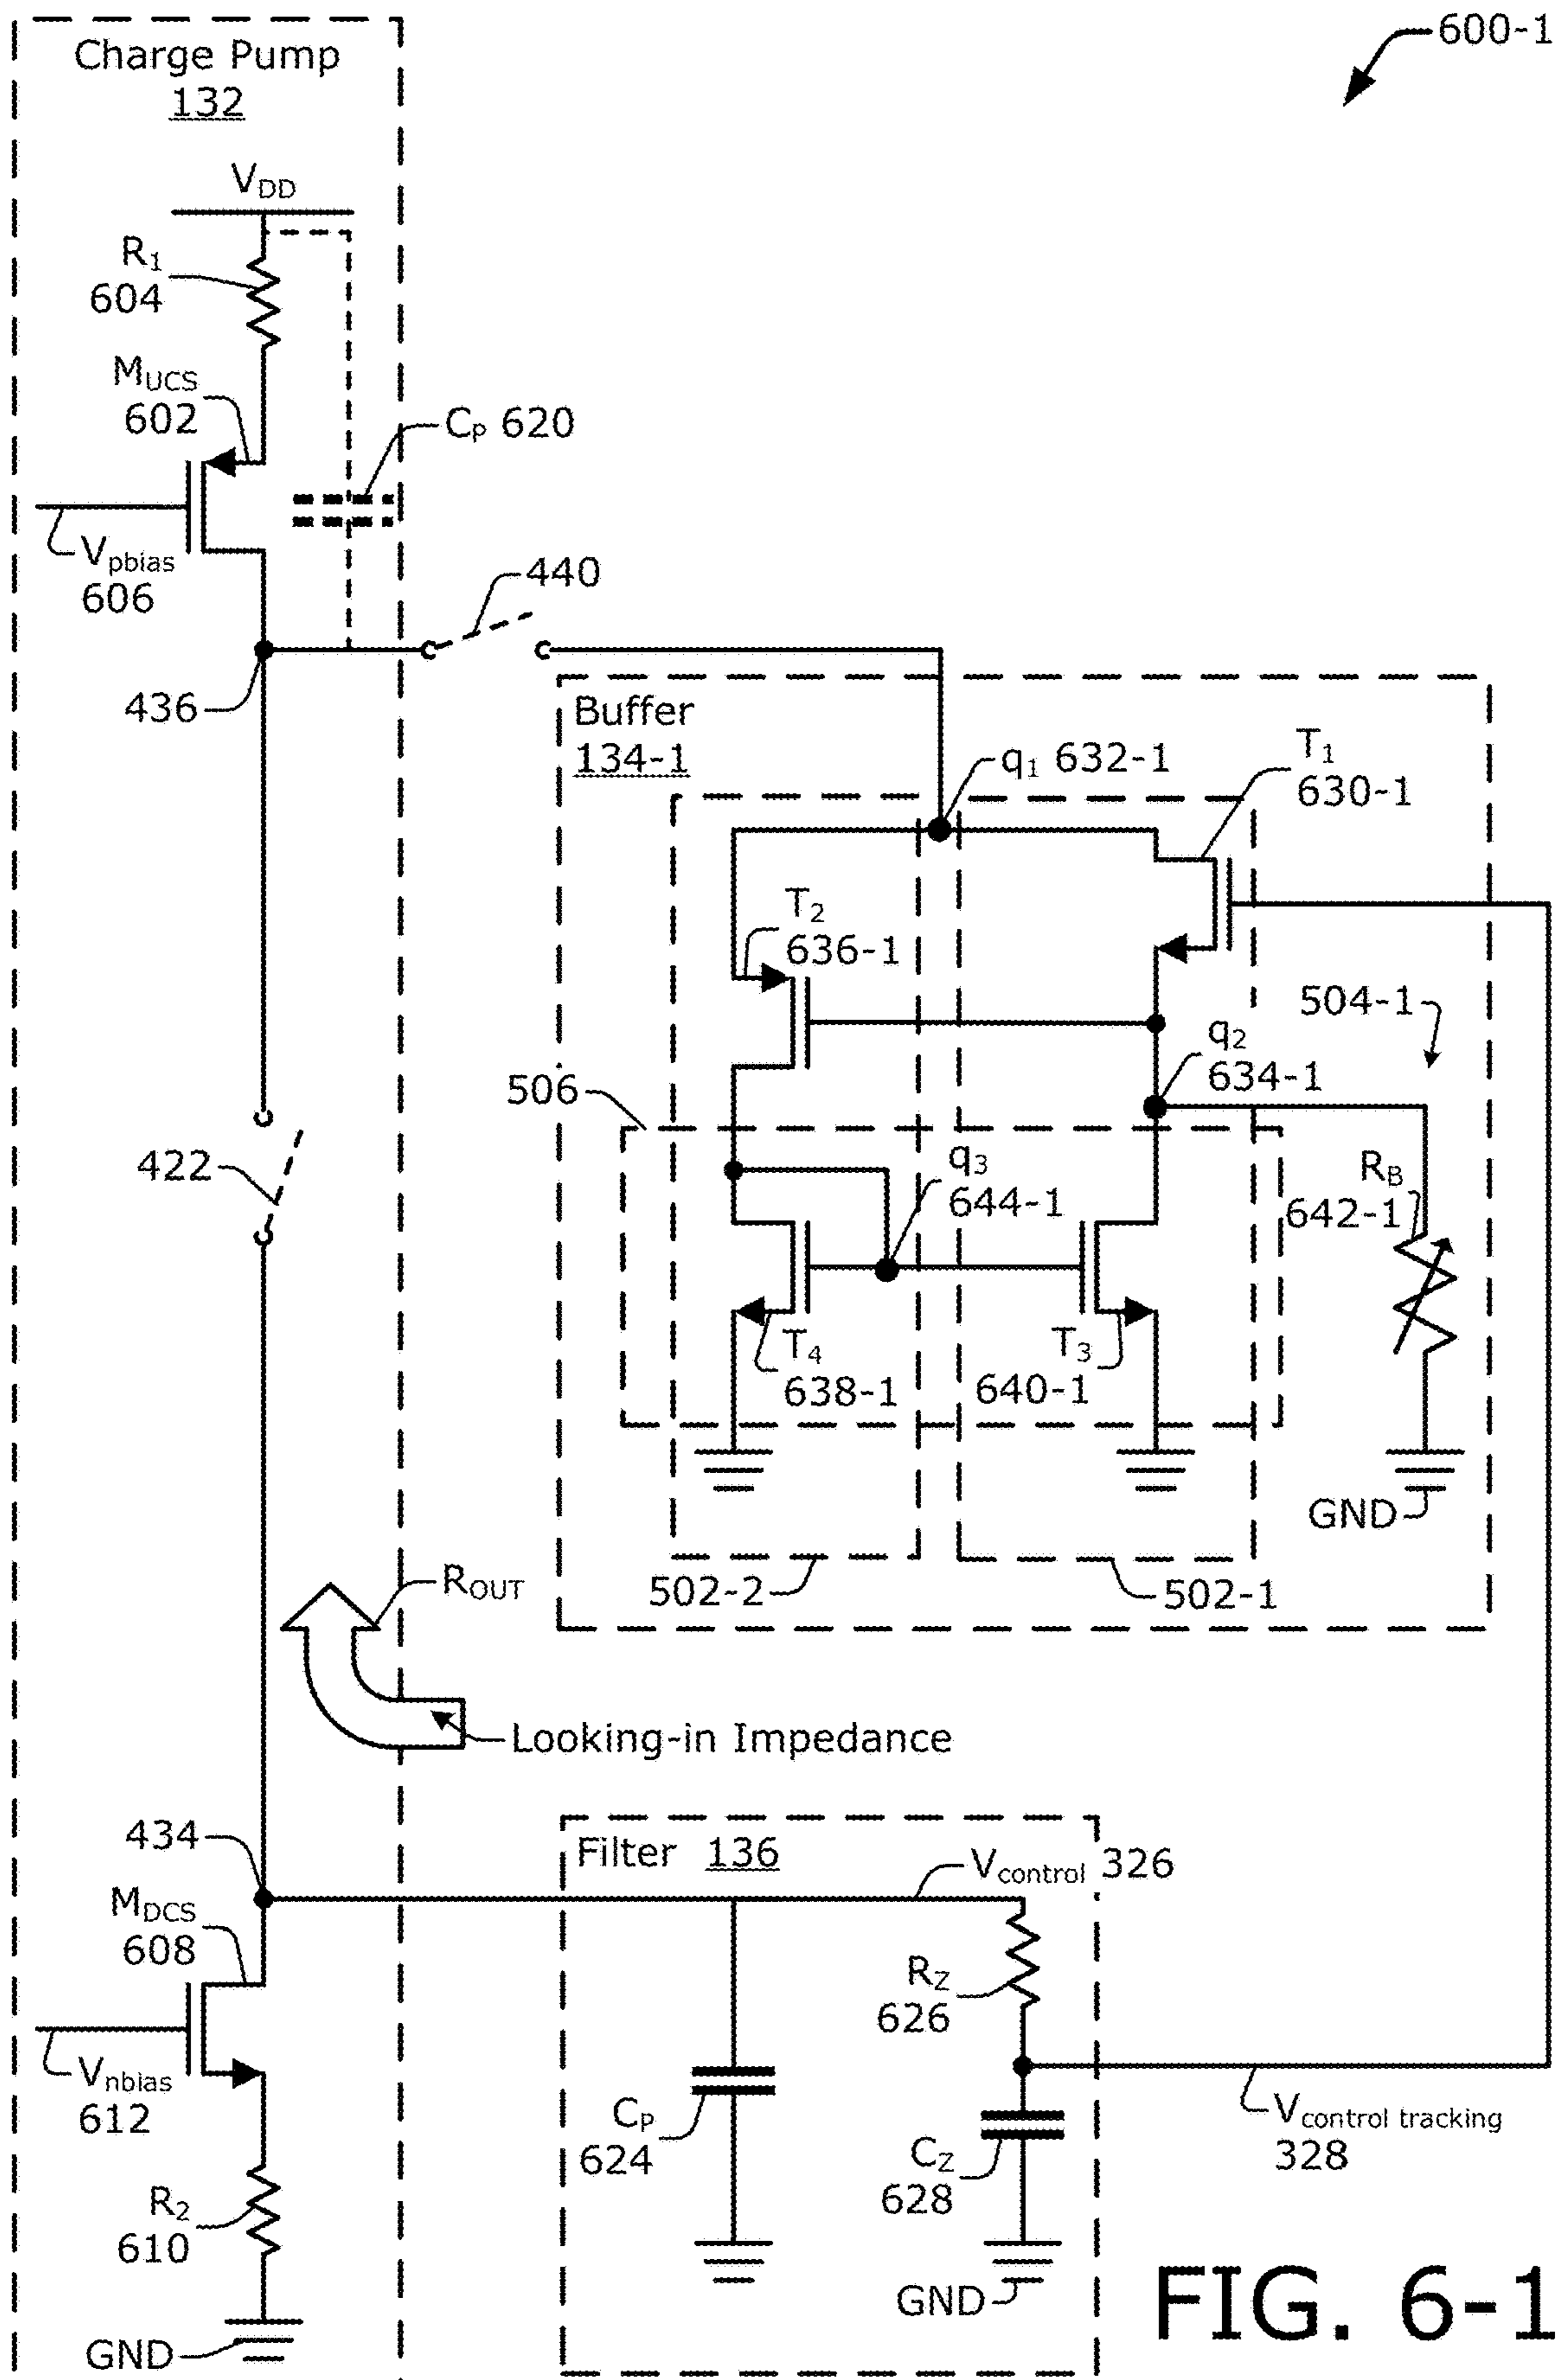 600-1
Charge Pump
132
VDD
R1
604
MUCS
602
Cp 620
Vpbias
606
440
436
Buffer
134-1
q1 632-1
T1
630-1
T2
636-1
504-1
q2
634-1
506
422
q3
644-1
RB
642-1
T4
638-1
T3
640-1
GND
502-2
502-1
ROUT
Looking-in Impedance
434
Filter 136
Vcontrol 326
MDCS
608
RZ
626
Vnbias
612
CP
624
CZ
628
Vcontrol tracking
328
R2
610
GND
GND
FIG. 6-1